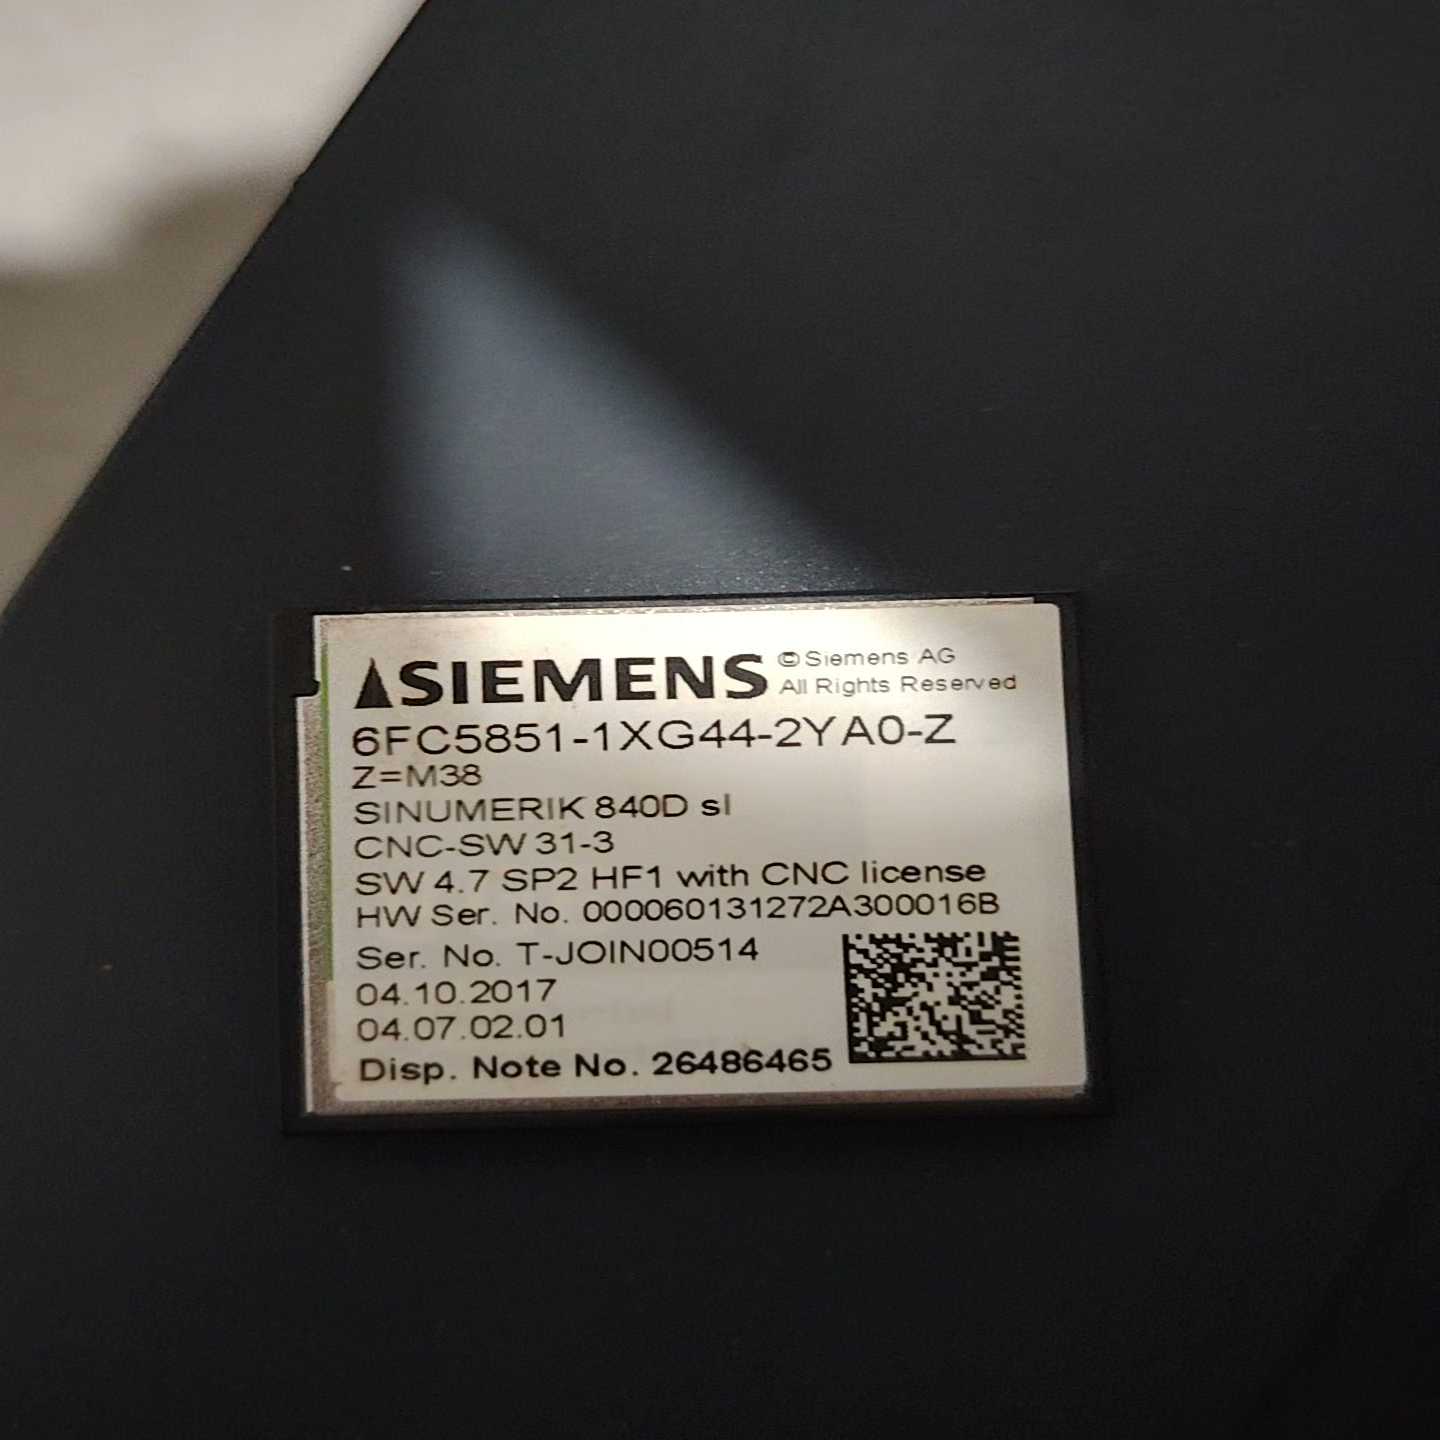 SIEMENS ©Siemens AG
All Rights Reserved
6FC5851-1XG44-2YA0-Z
Z=M38
SINUMERIK 840D sl
CNC-SW 31-3
SW 4.7 SP2 HF1 with CNC license
HW Ser. No. 000060131272A300016B
Ser. No. T-JOIN00514
04.10.2017
04.07.02.01
Disp. Note No. 26486465